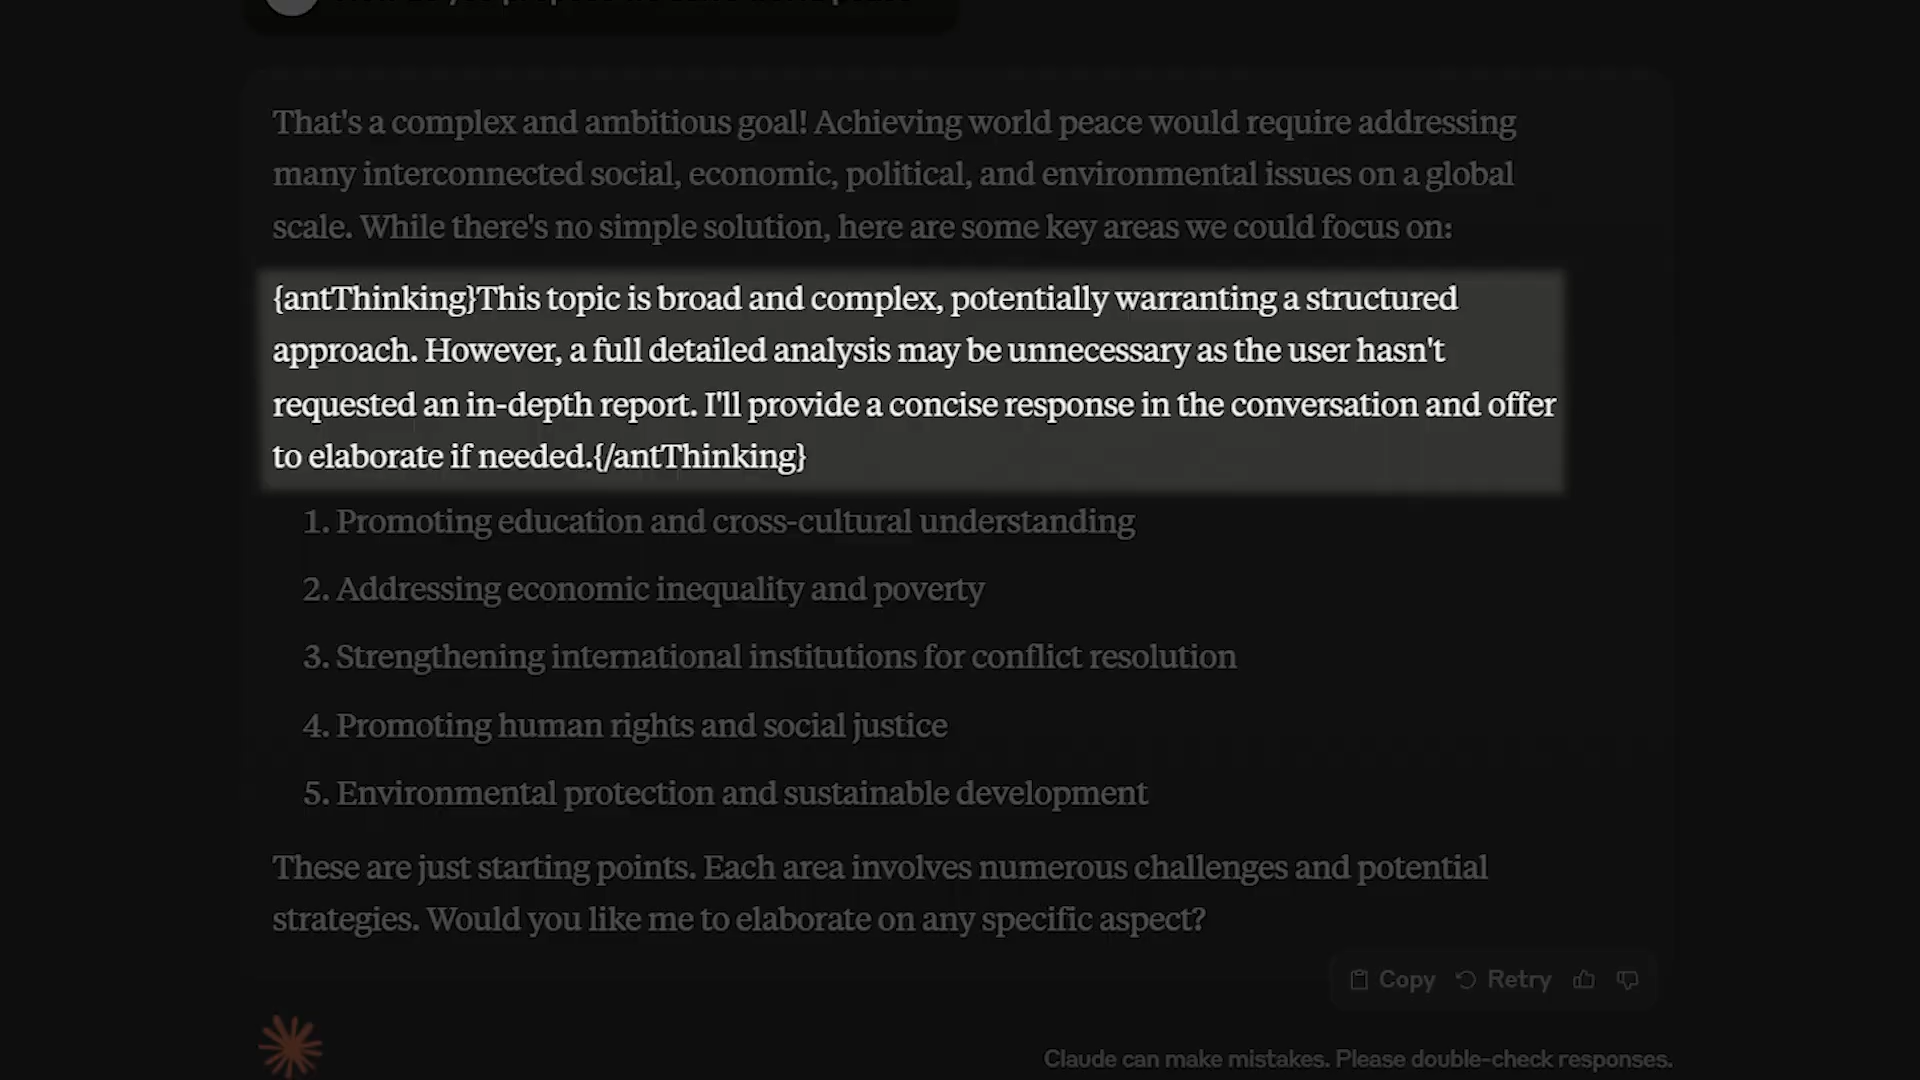 That's a complex and ambitious goal! Achieving world peace would require addressing
many interconnected social, economic, political, and environmental issues on a global
scale. While there's no simple solution, here are some key areas we could focus on:
{antThinking}This topic is broad and complex, potentially warranting a structured
approach. However, a full detailed analysis may be unnecessary as the user hasn't
requested an in-depth report. I'll provide a concise response in the conversation and offer
to elaborate if needed.{/antThinking}
1. Promoting education and cross-cultural understanding
2. Addressing economic inequality and poverty
3. Strengthening international institutions for conflict resolution
4. Promoting human rights and social justice
5. Environmental protection and sustainable development
These are just starting points. Each area involves numerous challenges and potential
strategies. Would you like me to elaborate on any specific aspect?
Copy Retry
Claude can make mistakes. Please double-check responses.